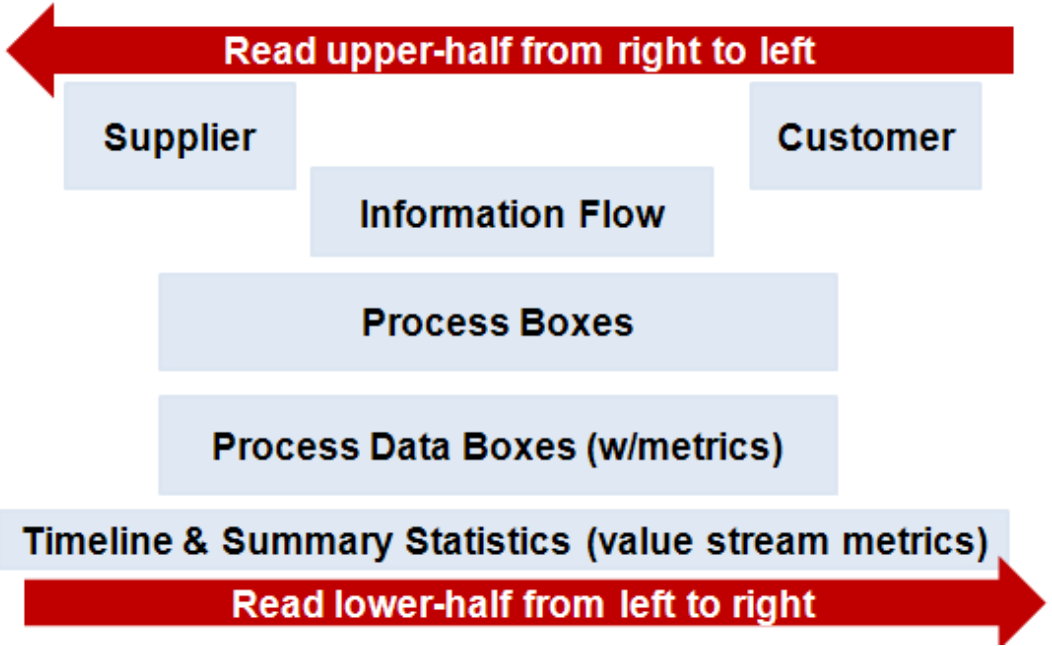 Read upper-half from right to left
Supplier
Customer
Information Flow
Process Boxes
Process Data Boxes (w/metrics)
Timeline & Summary Statistics (value stream metrics)
Read lower-half from left to right